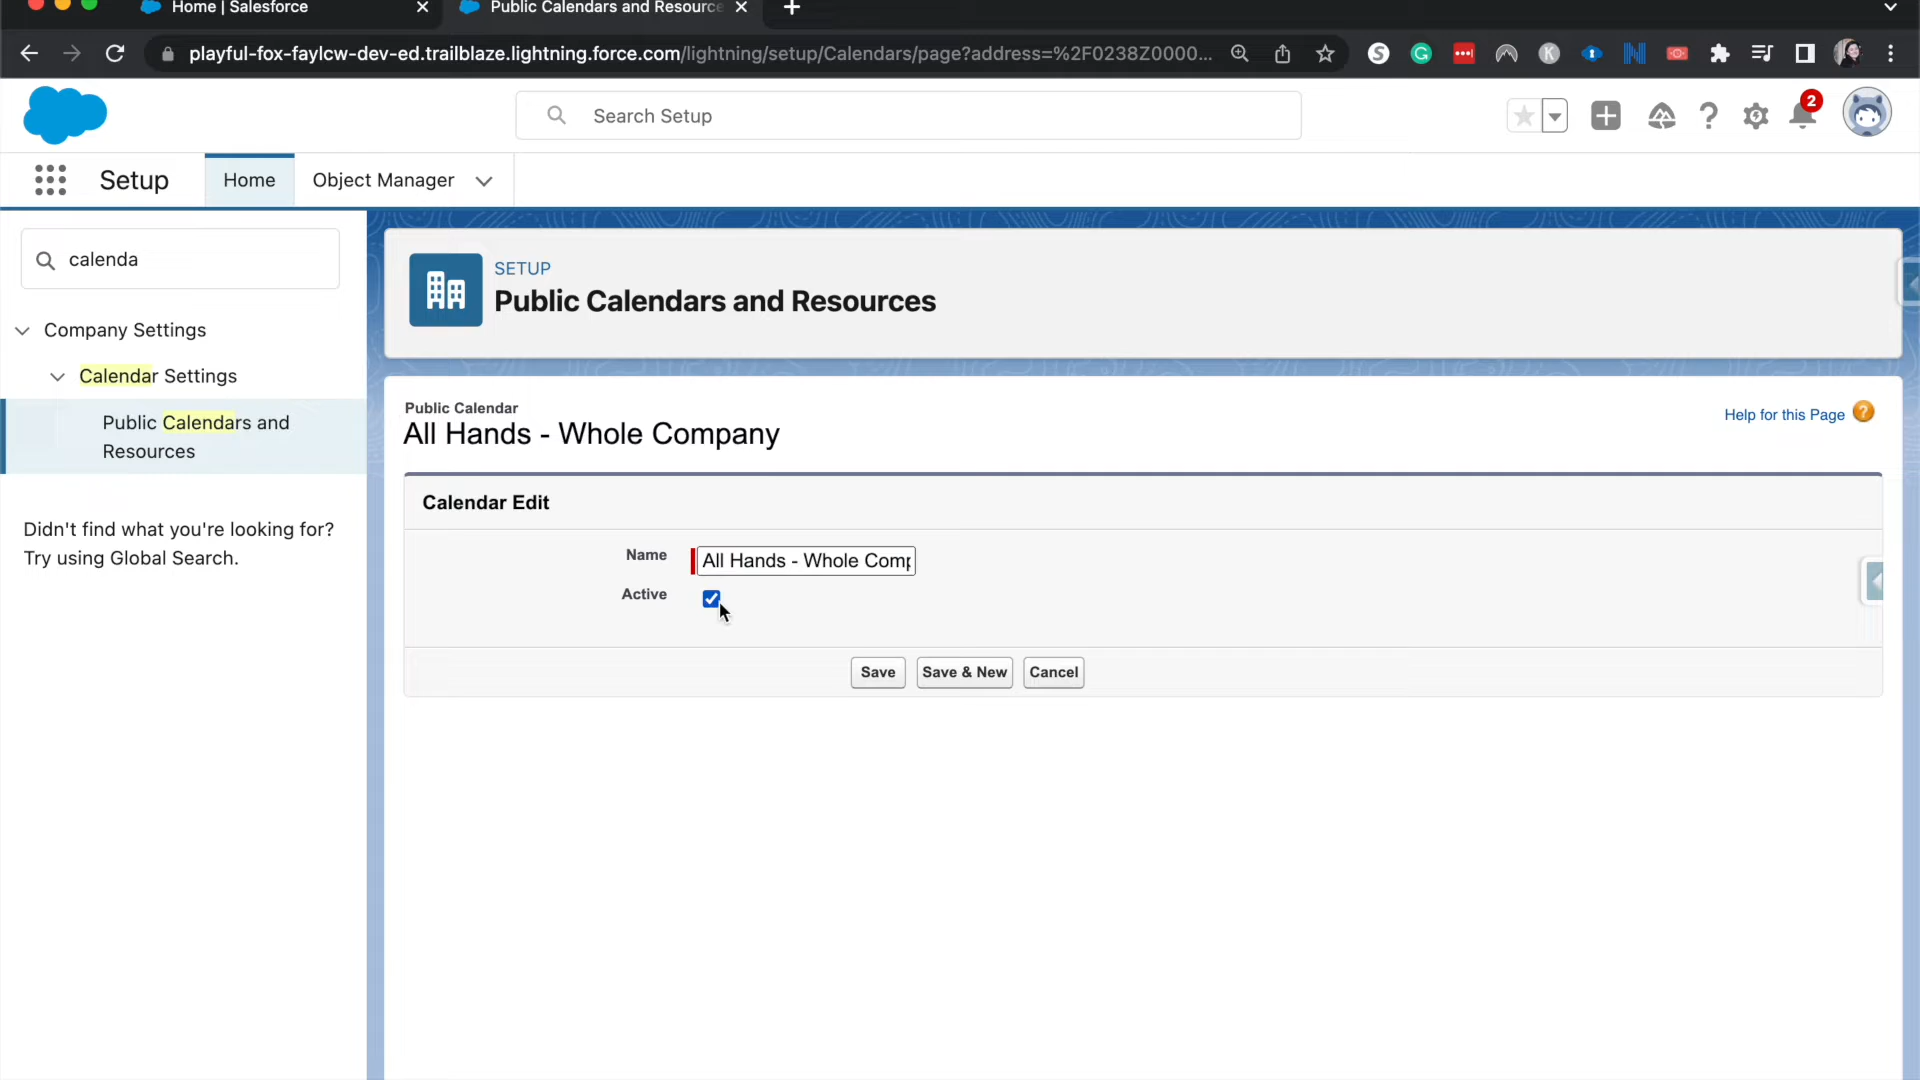 Home | Salesforce
Public Calendars and Resource
playful-fox-faylcw-dev-ed.trailblaze.lightning.force.com/lightning/setup/Calendars/page?address=%2F0238Z0000...
Search Setup
2
Setup
Home
Object Manager
calenda
Company Settings
Calendar Settings
Public Calendars and
Resources
Didn't find what you're looking for?
Try using Global Search.
SETUP
Public Calendars and Resources
Public Calendar
All Hands - Whole Company
Help for this Page
Calendar Edit
Name
All Hands - Whole Comp
Active
Save
Save & New
Cancel